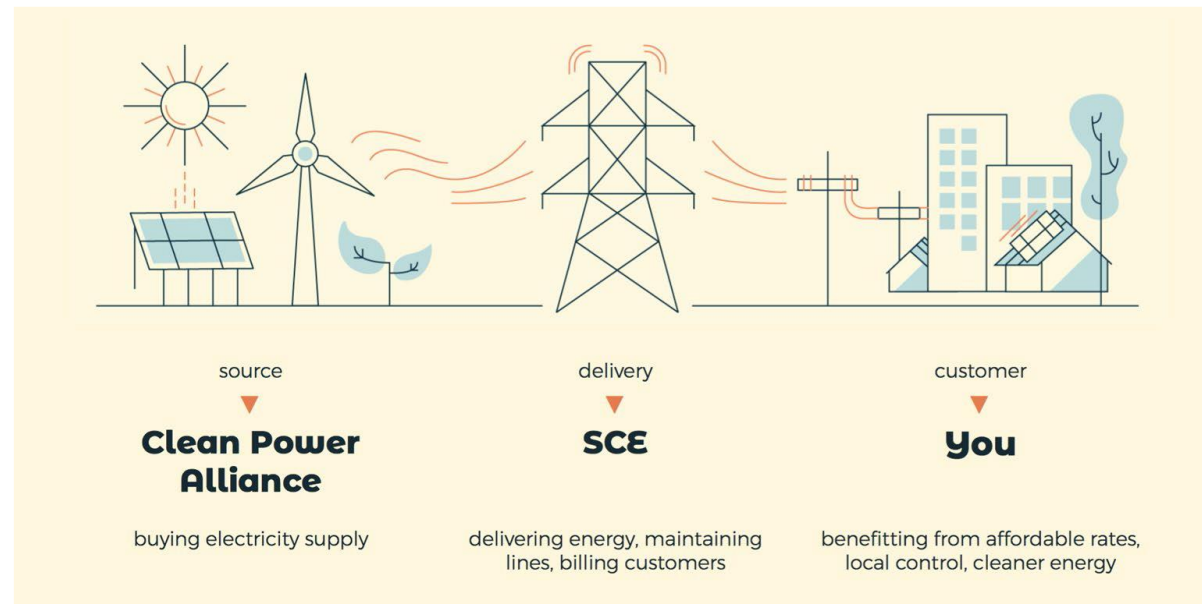 source
Clean Power
Alliance
buying electricity supply
delivery
SCE
delivering energy, maintaining
lines, billing customers
customer
You
benefitting from affordable rates,
local control, cleaner energy